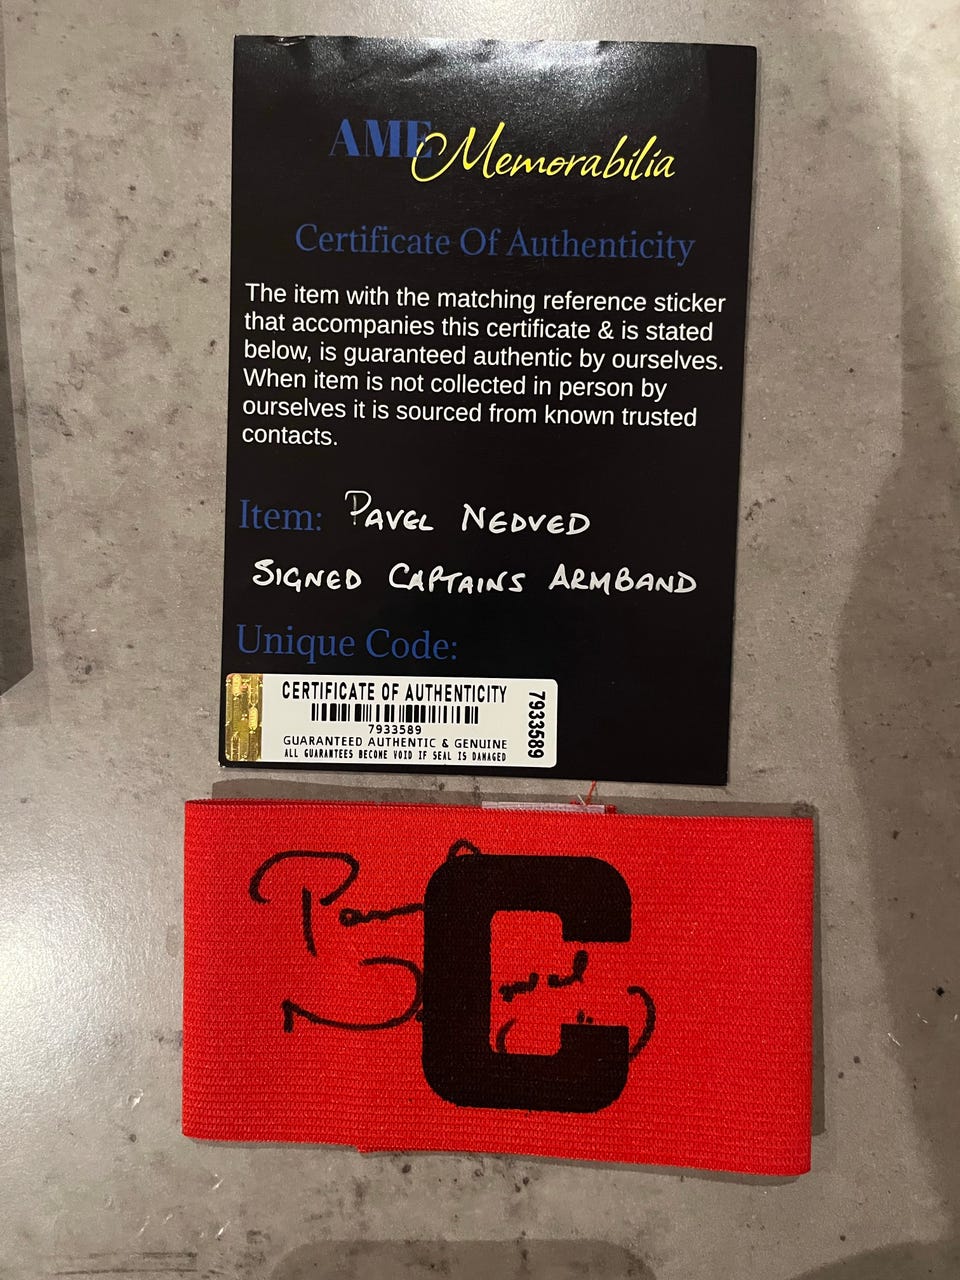 AME Memorabilia
Certificate Of Authenticity
The item with the matching reference sticker
that accompanies this certificate & is stated
below, is guaranteed authentic by ourselves.
When item is not collected in person by
ourselves it is sourced from known trusted
contacts.
Item: PAVEL NEDVED
SIGNED CAPTAINS ARMBAND
Unique Code:
CERTIFICATE OF AUTHENTICITY
7933589
GUARANTEED AUTHENTIC & GENUINE
ALL GUARANTEES BECOME VOID IF SEAL IS DAMAGED
7933589
C